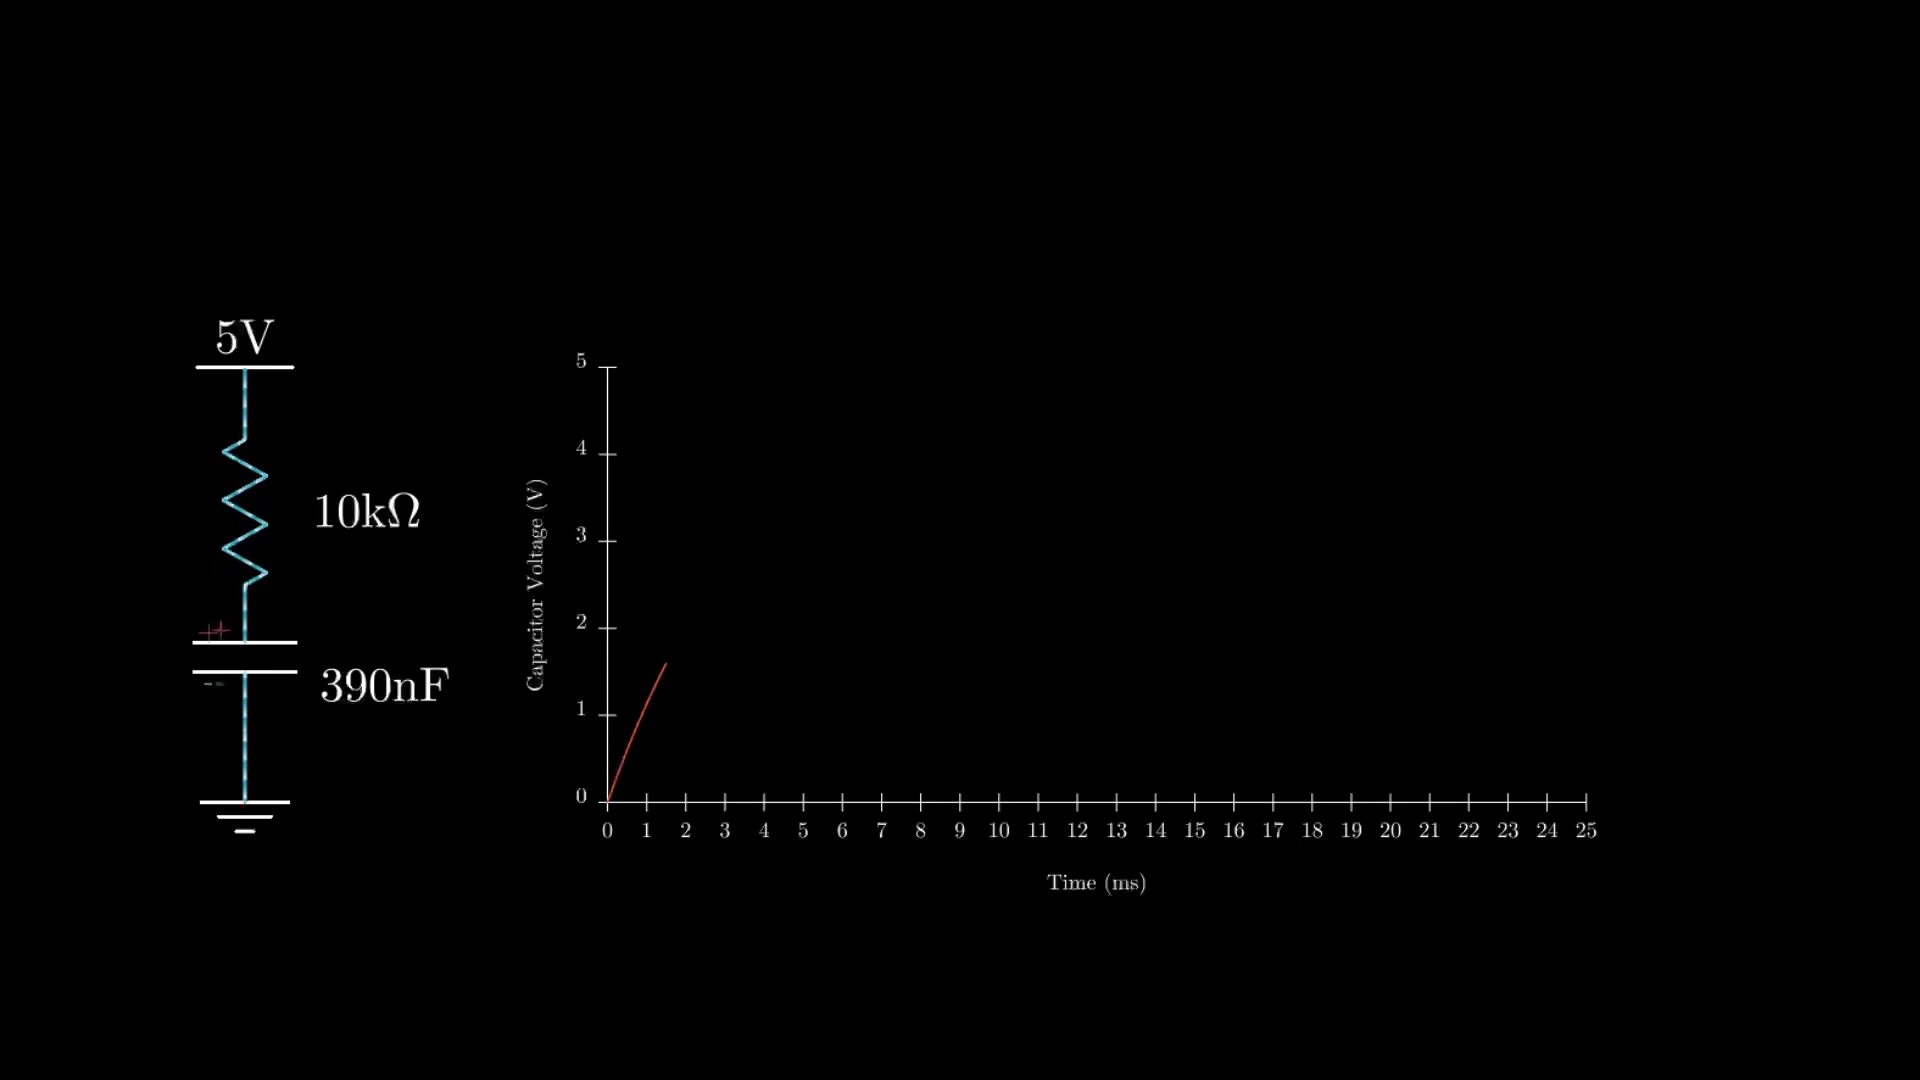 5V
10kΩ
390nF
Capacitor Voltage (V)
5
4
3
2
1
0
0 1 2 3 4 5 6 7 8 9 10 11 12 13 14 15 16 17 18 19 20 21 22 23 24 25
Time (ms)